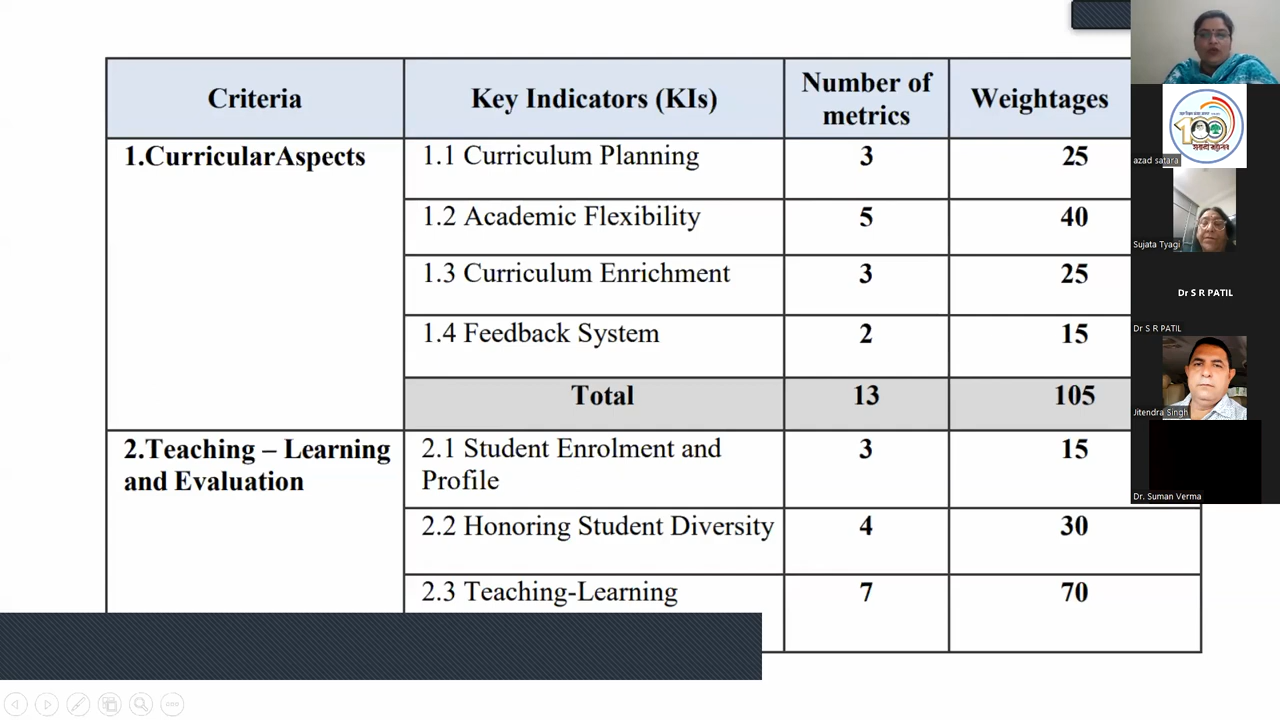 Criteria
Key Indicators (KIs)
Number of
metrics
Weightages
1.CurricularAspects
1.1 Curriculum Planning
3
25
1.2 Academic Flexibility
5
40
1.3 Curriculum Enrichment
3
25
1.4 Feedback System
2
15
Total
13
105
2.Teaching – Learning
and Evaluation
2.1 Student Enrolment and
Profile
3
15
2.2 Honoring Student Diversity
4
30
2.3 Teaching-Learning
7
70
100
azad satara
Sujata Tyagi
Dr S R PATIL
Dr S R PATIL
Jitendra Singh
Dr. Suman Verma